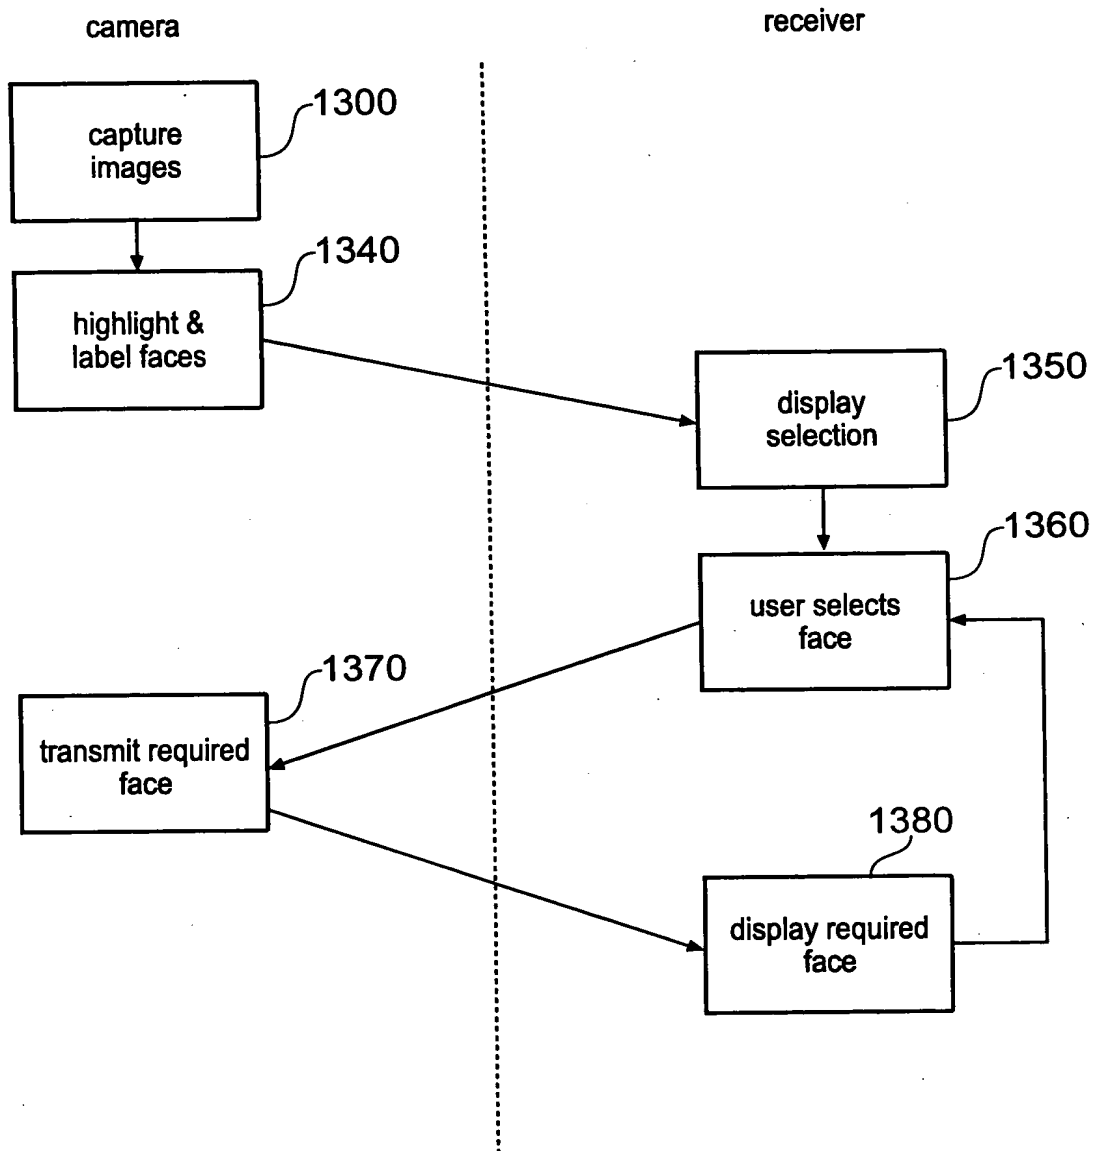 camera
receiver
1300
capture
images
1340
highlight &
label faces
1350
display
selection
1360
user selects
face
1370
transmit required
face
1380
display required
face